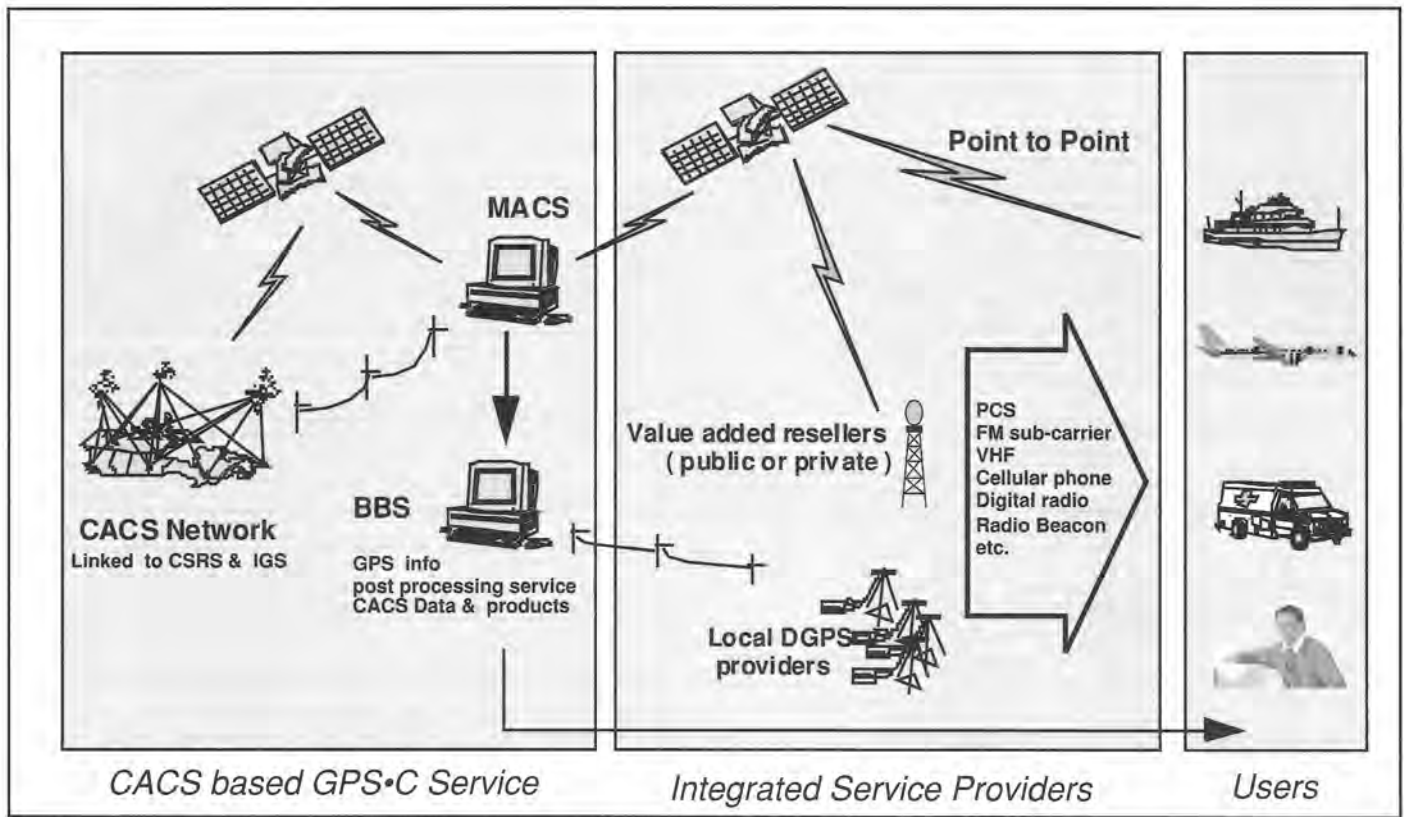 MACS
Point to Point
CACS Network
Linked to CSRS & IGS
BBS
GPS info
post processing service
CACS Data & products
Value added resellers
( public or private )
Local DGPS
providers
PCS
FM sub-carrier
VHF
Cellular phone
Digital radio
Radio Beacon
etc.
CACS based GPS•C Service
Integrated Service Providers
Users